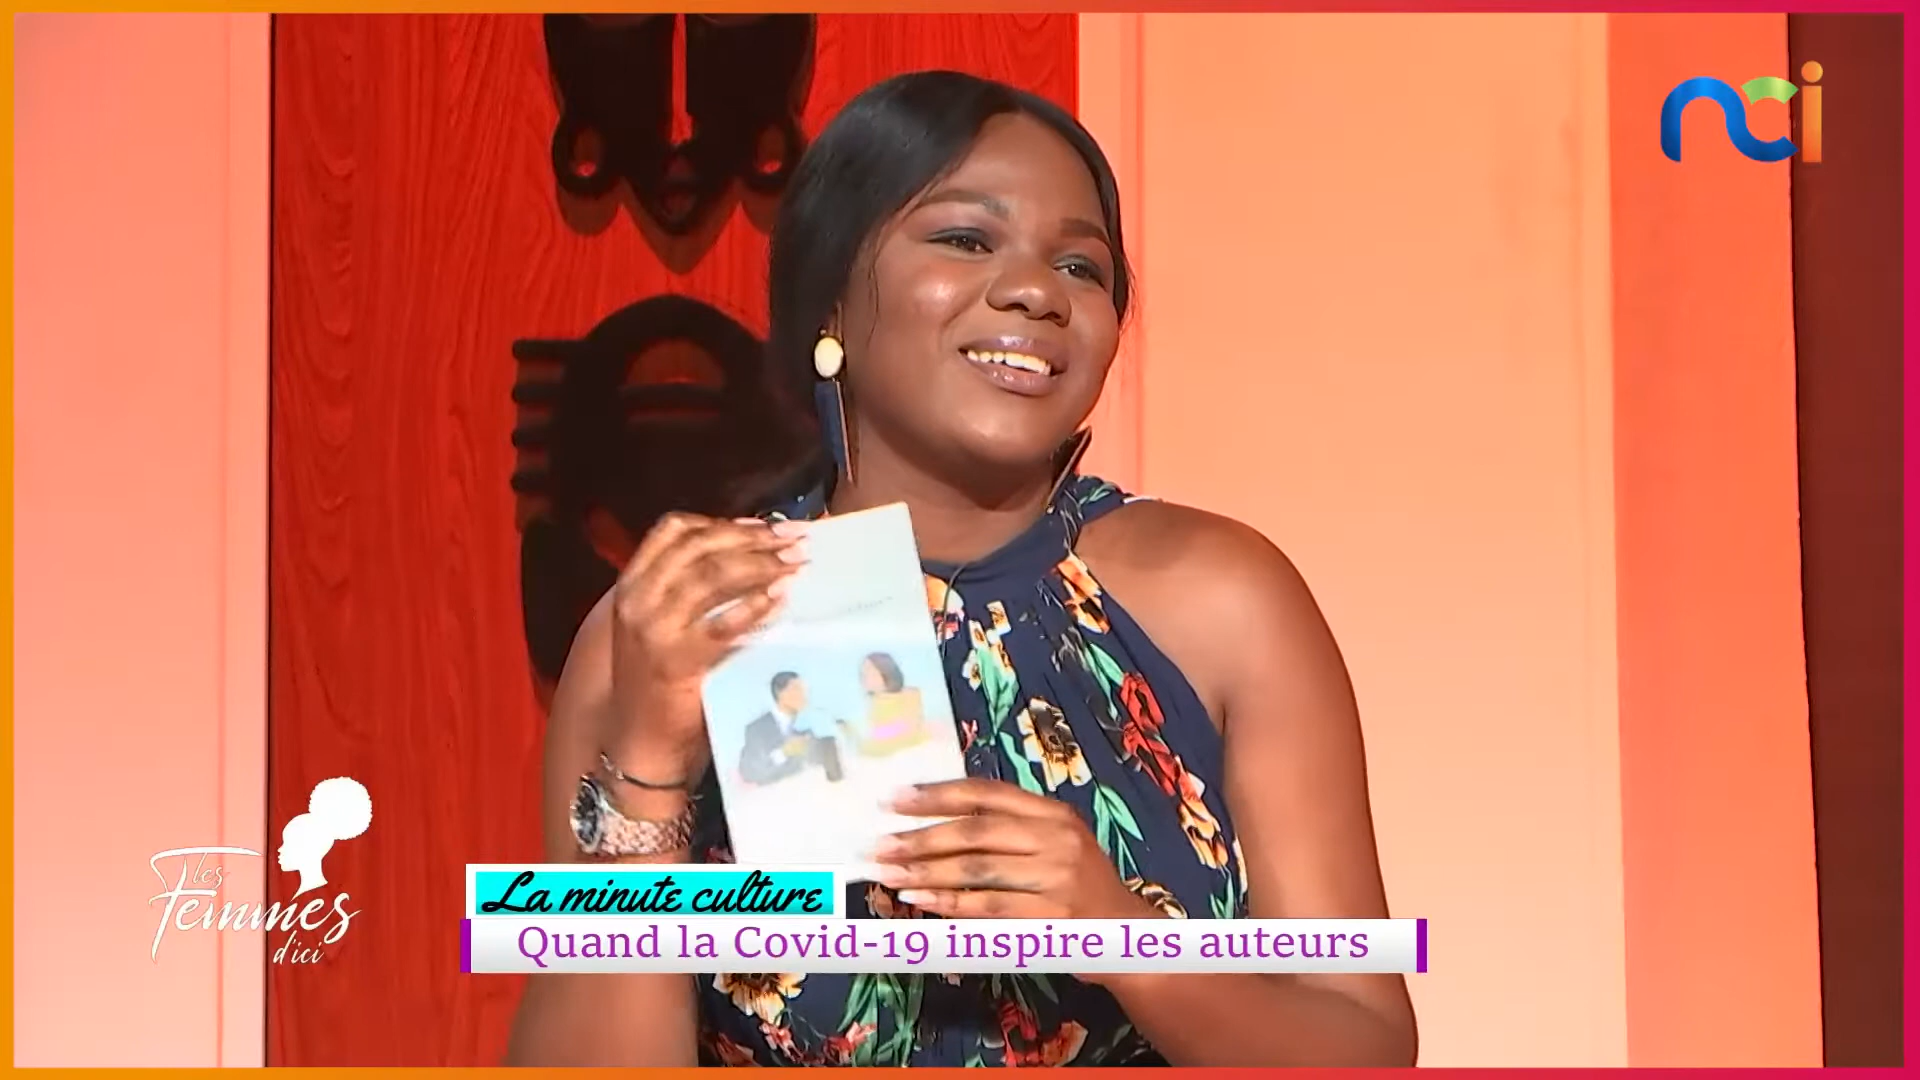 nci
les
Femmes
d'ici
La minute culture
Quand la Covid-19 inspire les auteurs